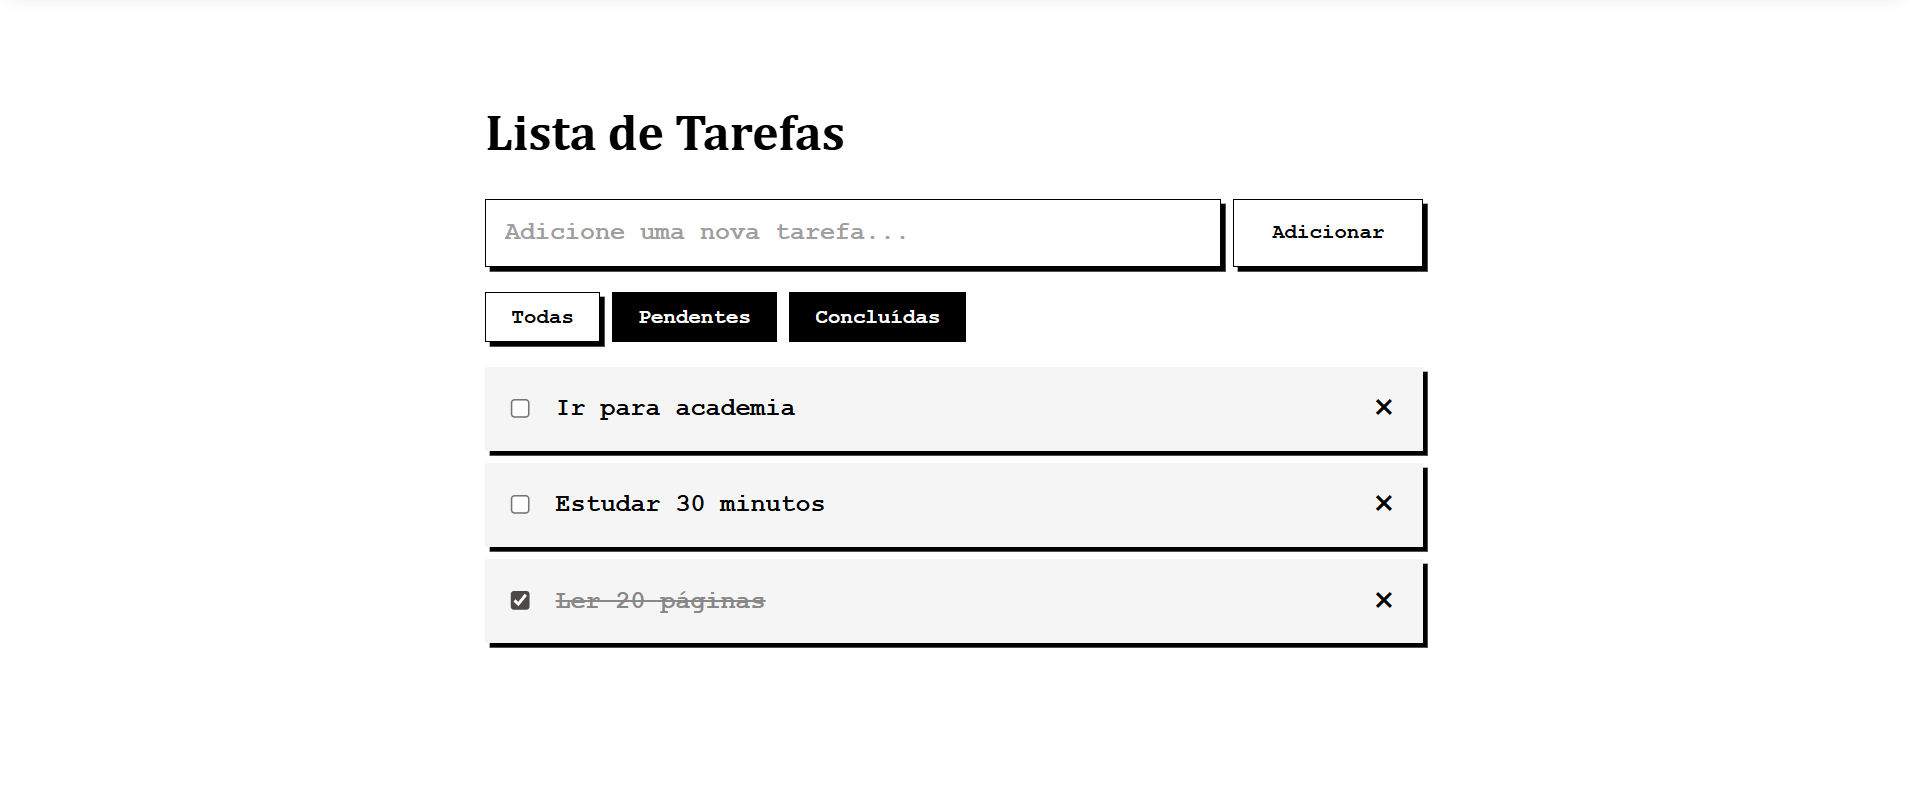 Lista de Tarefas
Adicione uma nova tarefa...
Adicionar
Todas
Pendentes
Concluídas
Ir para academia
Estudar 30 minutos
Ler 20 páginas